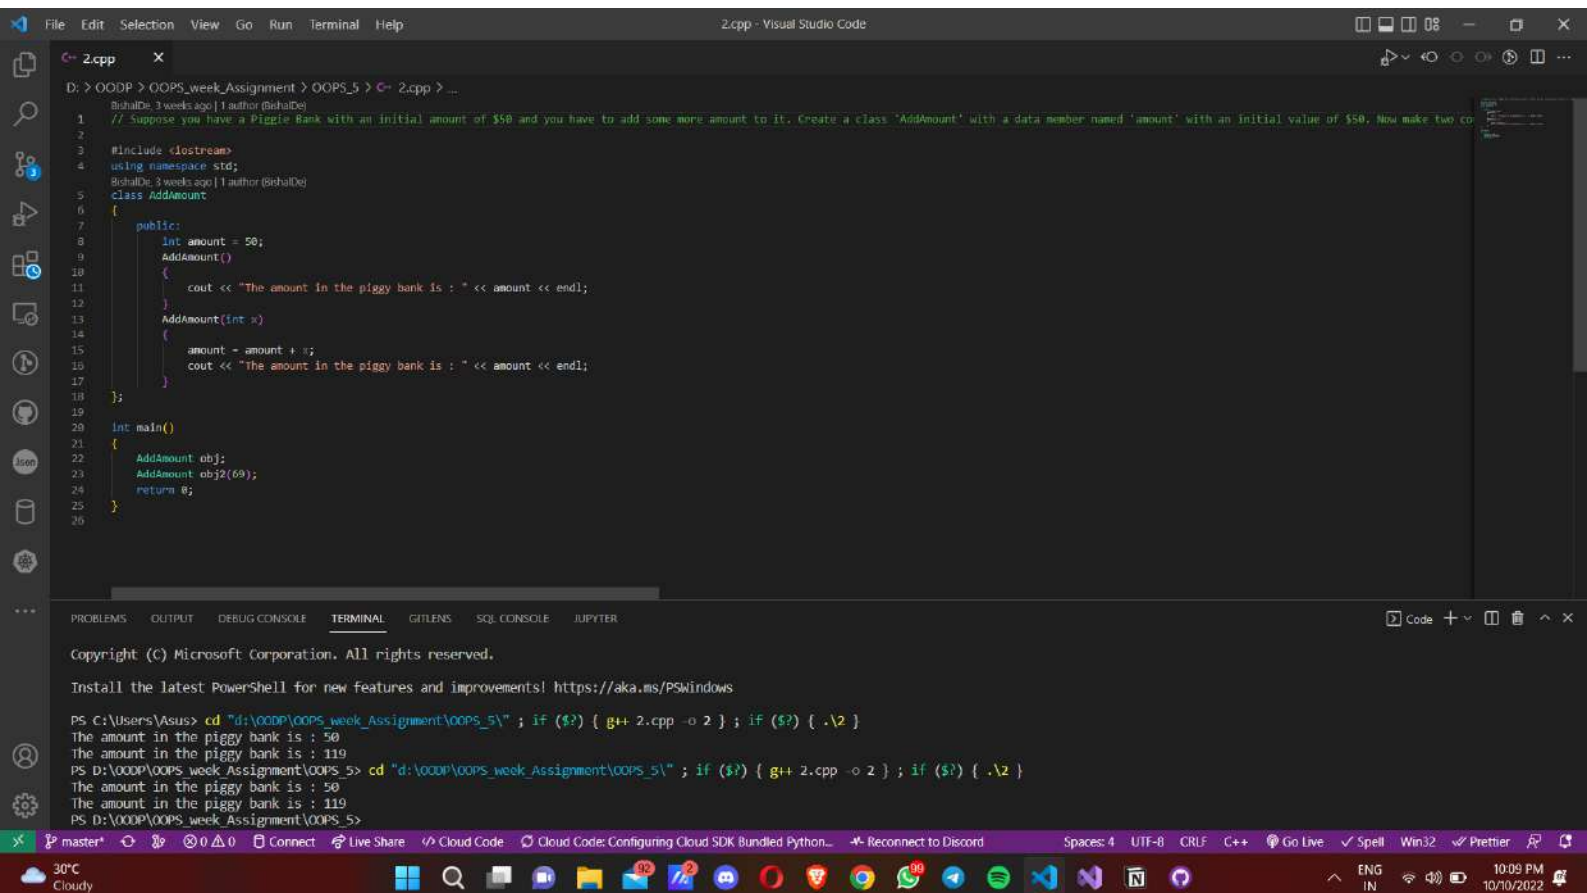 File Edit Selection View Go Run Terminal Help
2.cpp - Visual Studio Code
2.cpp
D: > OODP > OOPS_week_Assignment > OOPS_5 > 2.cpp > ...
BishalDe, 3 weeks ago | 1 author (BishalDe)
1 // Suppose you have a Piggie Bank with an initial amount of $50 and you have to add some more amount to it. Create a class 'AddAmount' with a data member named 'amount' with an initial value of $50. Now make two co
2
3 #include <iostream>
4 using namespace std;
BishalDe, 3 weeks ago | 1 author (BishalDe)
5 class AddAmount
6 {
7 public:
8 int amount = 50;
9 AddAmount()
10 {
11 cout << "The amount in the piggy bank is : " << amount << endl;
12 }
13 AddAmount(int x)
14 {
15 amount = amount + x;
16 cout << "The amount in the piggy bank is : " << amount << endl;
17 }
18 };
19
20 int main()
21 {
22 AddAmount obj;
23 AddAmount obj2(69);
24 return 0;
25 }
26
PROBLEMS OUTPUT DEBUG CONSOLE TERMINAL GITLENS SQL CONSOLE JUPYTER
Code
Copyright (C) Microsoft Corporation. All rights reserved.
Install the latest PowerShell for new features and improvements! https://aka.ms/PSWindows
PS C:\Users\Asus> cd "d:\OODP\OOPS_week_Assignment\OOPS_5\" ; if ($?) { g++ 2.cpp -o 2 } ; if ($?) { .\2 }
The amount in the piggy bank is : 50
The amount in the piggy bank is : 119
PS D:\OODP\OOPS_week_Assignment\OOPS_5> cd "d:\OODP\OOPS_week_Assignment\OOPS_5\" ; if ($?) { g++ 2.cpp -o 2 } ; if ($?) { .\2 }
The amount in the piggy bank is : 50
The amount in the piggy bank is : 119
PS D:\OODP\OOPS_week_Assignment\OOPS_5>
master* 0 0 Connect Live Share Cloud Code Cloud Code: Configuring Cloud SDK Bundled Python... Reconnect to Discord Spaces: 4 UTF-8 CRLF C++ Go Live Spell Win32 Prettier
30°C
Cloudy
92
2
99
ENG
IN
10:09 PM
10/10/2022